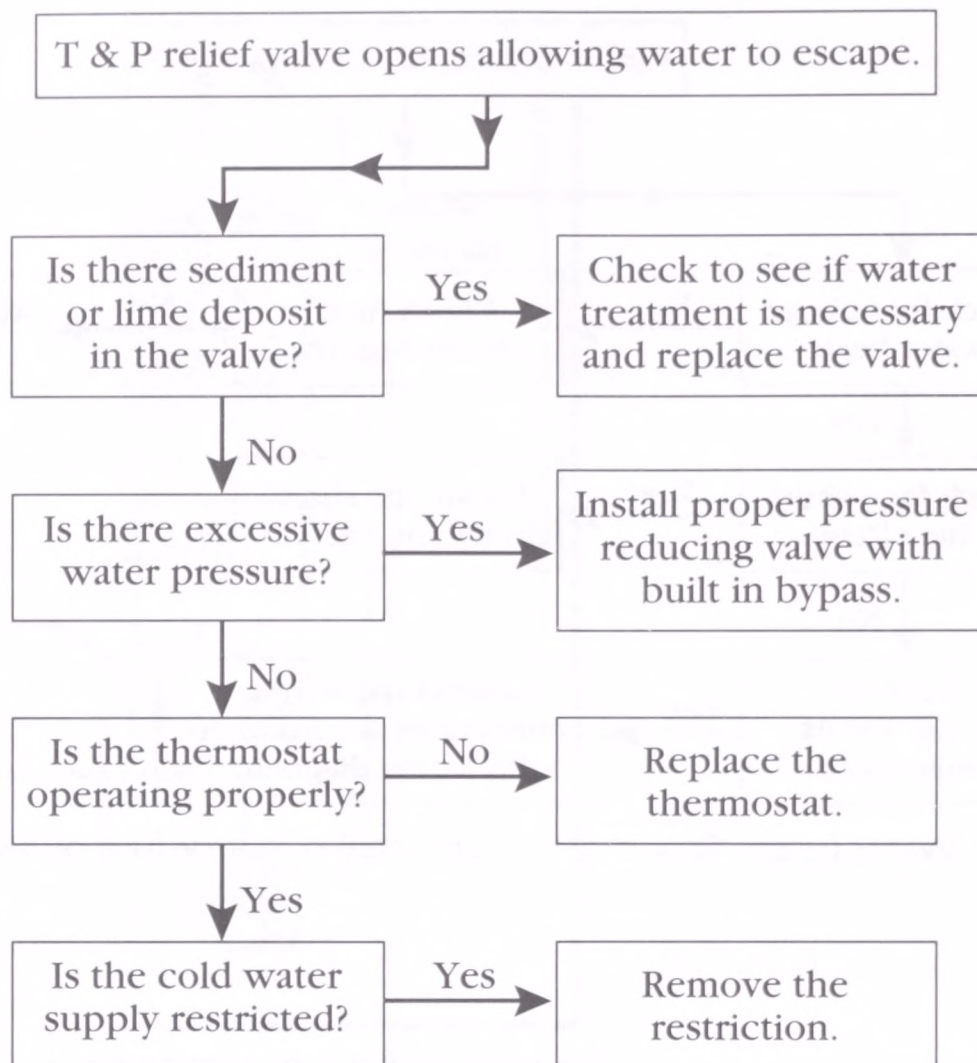 T & P relief valve opens allowing water to escape.
Is there sediment
or lime deposit
in the valve?
Yes
Check to see if water
treatment is necessary
and replace the valve.
No
Is there excessive
water pressure?
Yes
Install proper pressure
reducing valve with
built in bypass.
No
Is the thermostat
operating properly?
No
Replace the
thermostat.
Yes
Is the cold water
supply restricted?
Yes
Remove the
restriction.